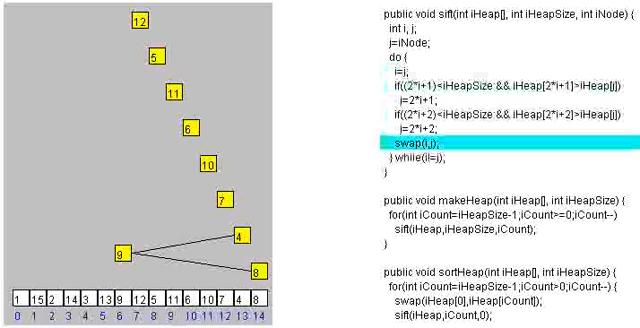 12
5
11
6
10
7
4
9
8
1 15 2 14 3 13 9 12 5 11 6 10 7 4 8
0 1 2 3 4 5 6 7 8 9 10 11 12 13 14
public void sift(int iHeap[], int iHeapSize, int iNode) {
int i, j;
j=iNode;
do {
i=j;
if((2*i+1)<iHeapSize && iHeap[2*i+1]>iHeap[j])
j=2*i+1;
if((2*i+2)<iHeapSize && iHeap[2*i+2]>iHeap[j])
j=2*i+2;
swap(i,j);
} while(i!=j);
}
public void makeHeap(int iHeap[], int iHeapSize) {
for(int iCount=iHeapSize-1;iCount>=0;iCount--)
sift(iHeap,iHeapSize,iCount);
}
public void sortHeap(int iHeap[], int iHeapSize) {
for(int iCount=iHeapSize-1;iCount>0;iCount--) {
swap(iHeap[0],iHeap[iCount]);
sift(iHeap,iCount,0);